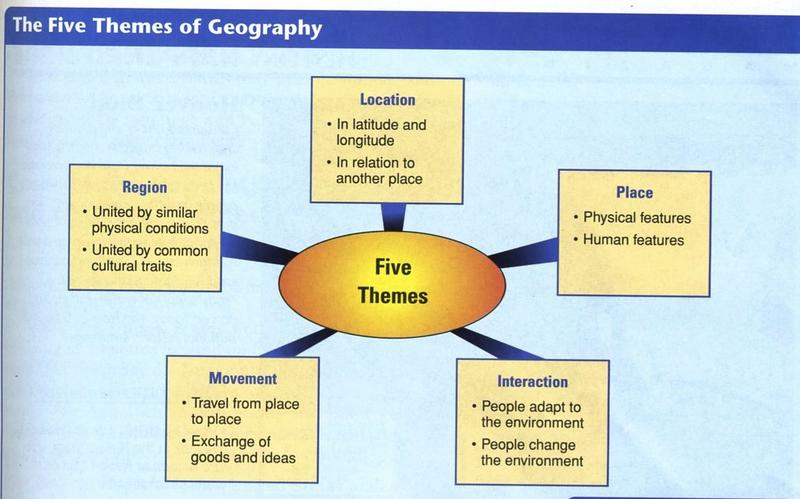 The Five Themes of Geography
Location
• In latitude and
longitude
• In relation to
another place
Region
• United by similar
physical conditions
• United by common
cultural traits
Place
• Physical features
• Human features
Five
Themes
Movement
• Travel from place
to place
• Exchange of
goods and ideas
Interaction
• People adapt to
the environment
• People change
the environment